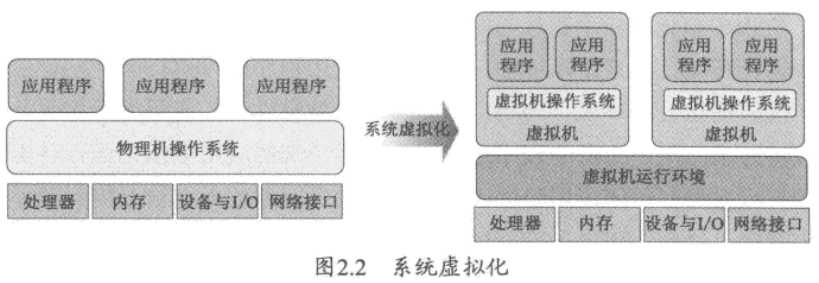 应用程序
应用程序
应用程序
物理机操作系统
处理器
内存
设备与I/O
网络接口
系统虚拟化
应用
程序
应用
程序
虚拟机操作系统
虚拟机
应用
程序
应用
程序
虚拟机操作系统
虚拟机
虚拟机运行环境
处理器
内存
设备与I/O
网络接口
图2.2 系统虚拟化